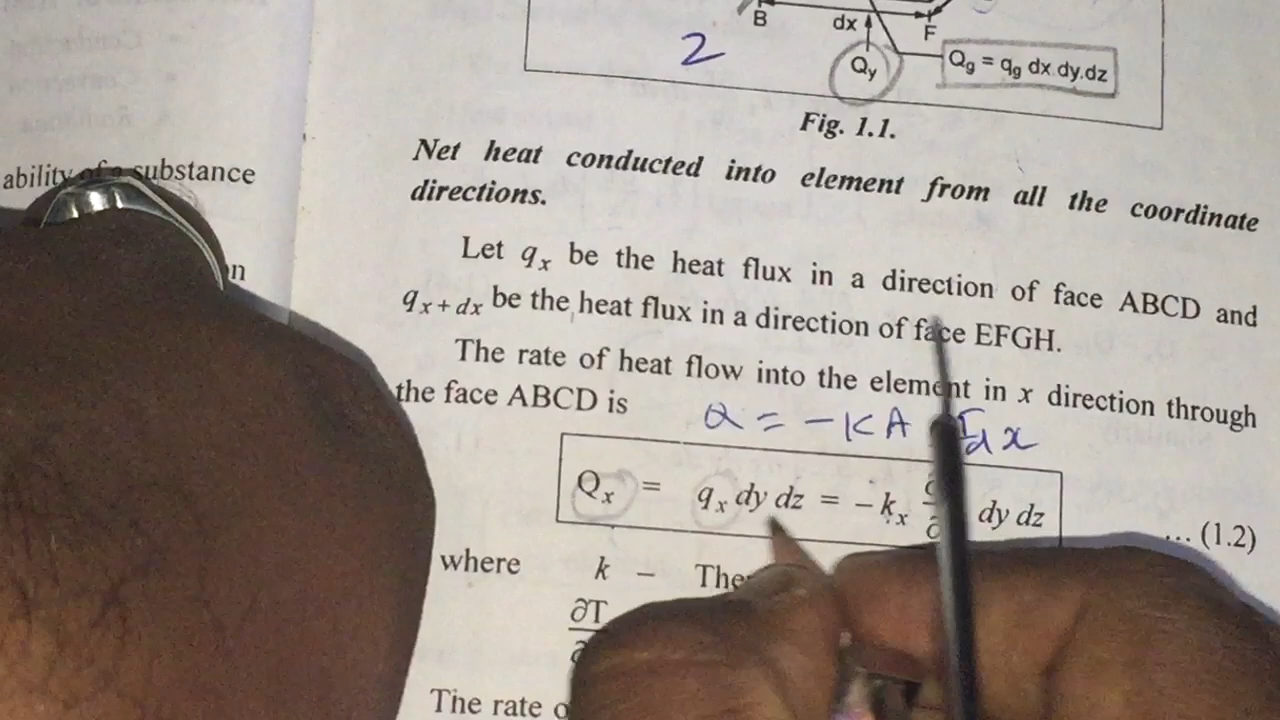 B
dx
F
2
Qy
Qg = qg dx.dy.dz
Fig. 1.1.
Net heat conducted into element from all the coordinate
directions.
ability of a substance
Let qx be the heat flux in a direction of face ABCD and
n
qx + dx be the heat flux in a direction of face EFGH.
The rate of heat flow into the element in x direction through
the face ABCD is
Q = -KA dx
Qx = qx dy dz = -kx ∂ dy dz
... (1.2)
where k - The
∂T
The rate o